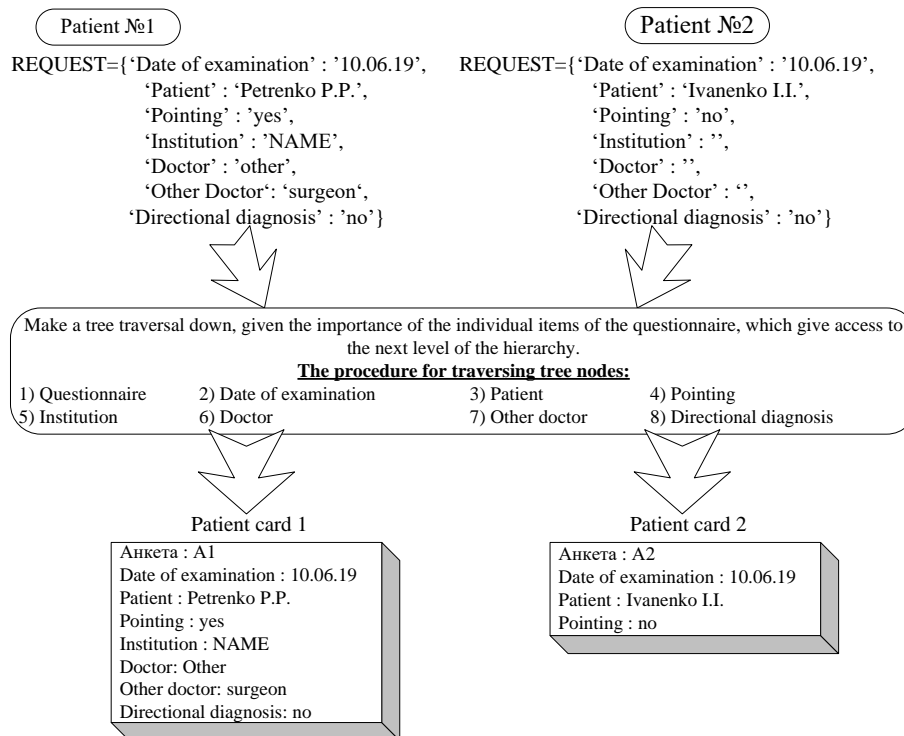 Patient №1
REQUEST={‘Date of examination’ : ’10.06.19’,
‘Patient’ : ‘Petrenko P.P.’,
‘Pointing’ : ’yes’,
‘Institution’ : ’NAME’,
‘Doctor’ : ’other’,
‘Other Doctor‘: ‘surgeon‘,
‘Directional diagnosis’ : ’no’}
Patient №2
REQUEST={‘Date of examination’ : ’10.06.19’,
‘Patient’ : ‘Ivanenko I.I.’,
‘Pointing’ : ’no’,
‘Institution’ : ‘’,
‘Doctor’ : ‘’,
‘Other Doctor’ : ‘’,
‘Directional diagnosis’ : ’no’}
Make a tree traversal down, given the importance of the individual items of the questionnaire, which give access to
the next level of the hierarchy.
The procedure for traversing tree nodes:
1) Questionnaire 2) Date of examination 3) Patient 4) Pointing
5) Institution 6) Doctor 7) Other doctor 8) Directional diagnosis
Patient card 1
Анкета : A1
Date of examination : 10.06.19
Patient : Petrenko P.P.
Pointing : yes
Institution : NAME
Doctor: Other
Other doctor: surgeon
Directional diagnosis: no
Patient card 2
Анкета : A2
Date of examination : 10.06.19
Patient : Ivanenko I.I.
Pointing : no